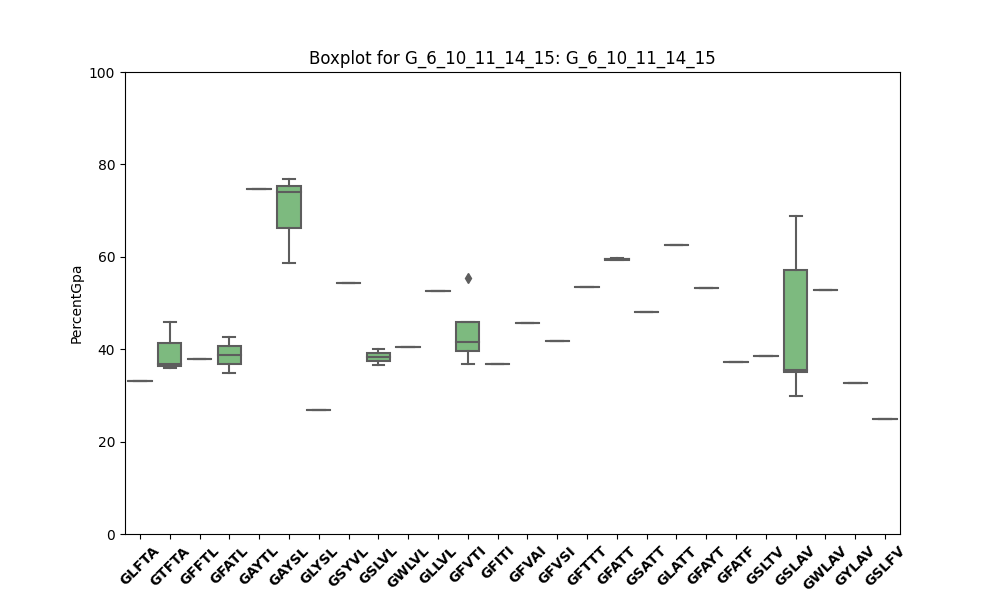 Boxplot for G_6_10_11_14_15: G_6_10_11_14_15
100
80
60
40
20
0
PercentGpa
GLFTA
GTFTA
GFFTL
GFATL
GAYTL
GAYSL
GLYSL
GSYVL
GSLVL
GWLVL
GLLVL
GFVTI
GFITI
GFVAI
GFVSI
GFTTT
GFATT
GSATT
GLATT
GFAYT
GFATF
GSLTV
GSLAV
GWLAV
GYLAV
GSLFV